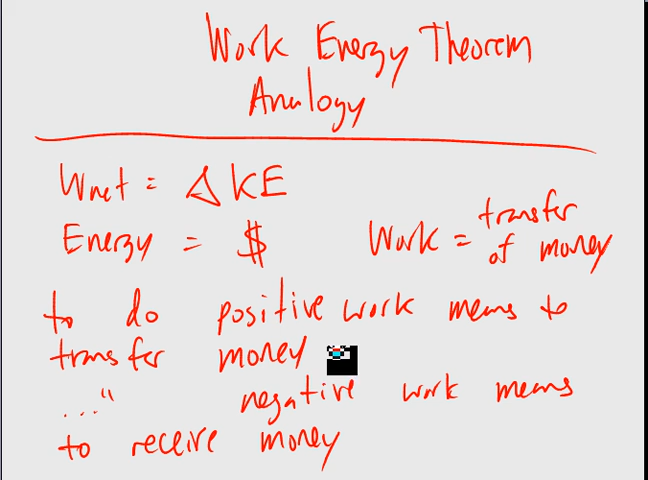 Work Energy Theorem
Analogy
Wnet = ΔKE
Energy = $
Work = transfer of money
to do positive work means to
transfer money
..." negative work means
to receive money